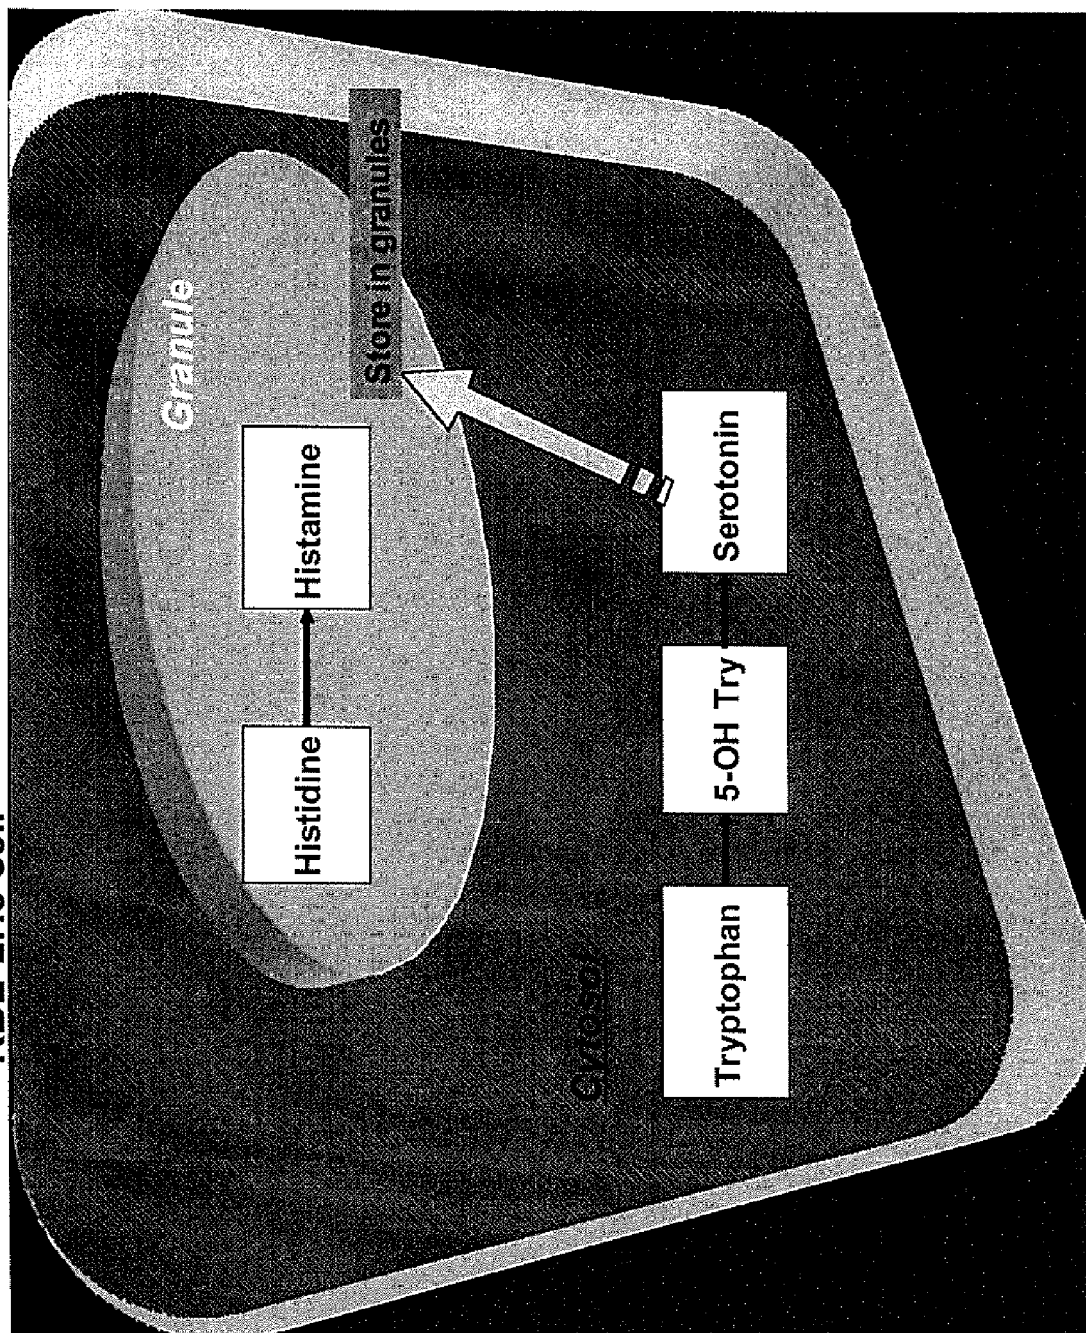 Granule
Histidine
Histamine
Store in granules
Cytosol
Tryptophan
5-OH Try
Serotonin